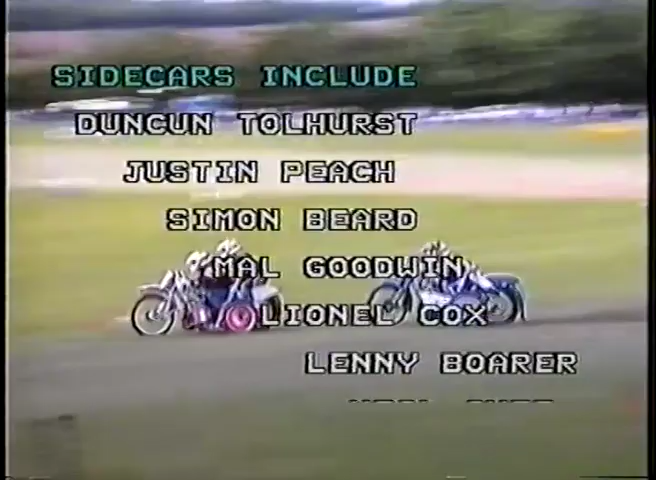 SIDECARS INCLUDE
DUNCUN TOLHURST
JUSTIN PEACH
SIMON BEARD
MAL GOODWIN
LIONEL COX
LENNY BOARER